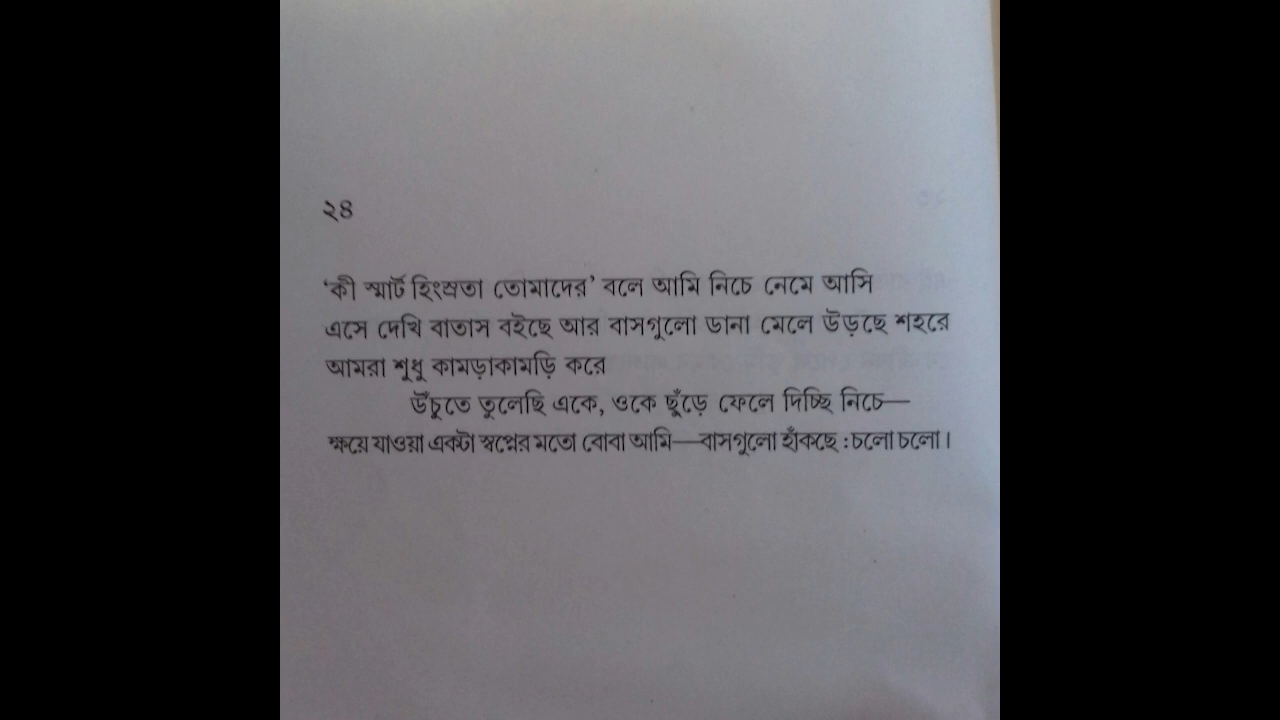 ২৪
‘কী স্মার্ট হিংস্রতা তোমাদের’ বলে আমি নিচে নেমে আসি
এসে দেখি বাতাস বইছে আর বাসগুলো ডানা মেলে উড়ছে শহরে
আমরা শুধু কামড়াকামড়ি করে
উঁচুতে তুলেছি একে, ওকে ছুঁড়ে ফেলে দিচ্ছি নিচে—
ক্ষয়ে যাওয়া একটা স্বপ্নের মতো বোবা আমি—বাসগুলো হাঁকছে : চলো চলো।